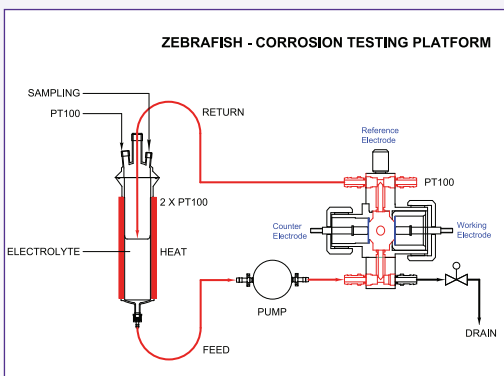 ZEBRAFISH - CORROSION TESTING PLATFORM
SAMPLING
PT100
RETURN
Reference
Electrode
PT100
2 X PT100
Counter
Electrode
Working
Electrode
ELECTROLYTE
HEAT
PUMP
FEED
DRAIN